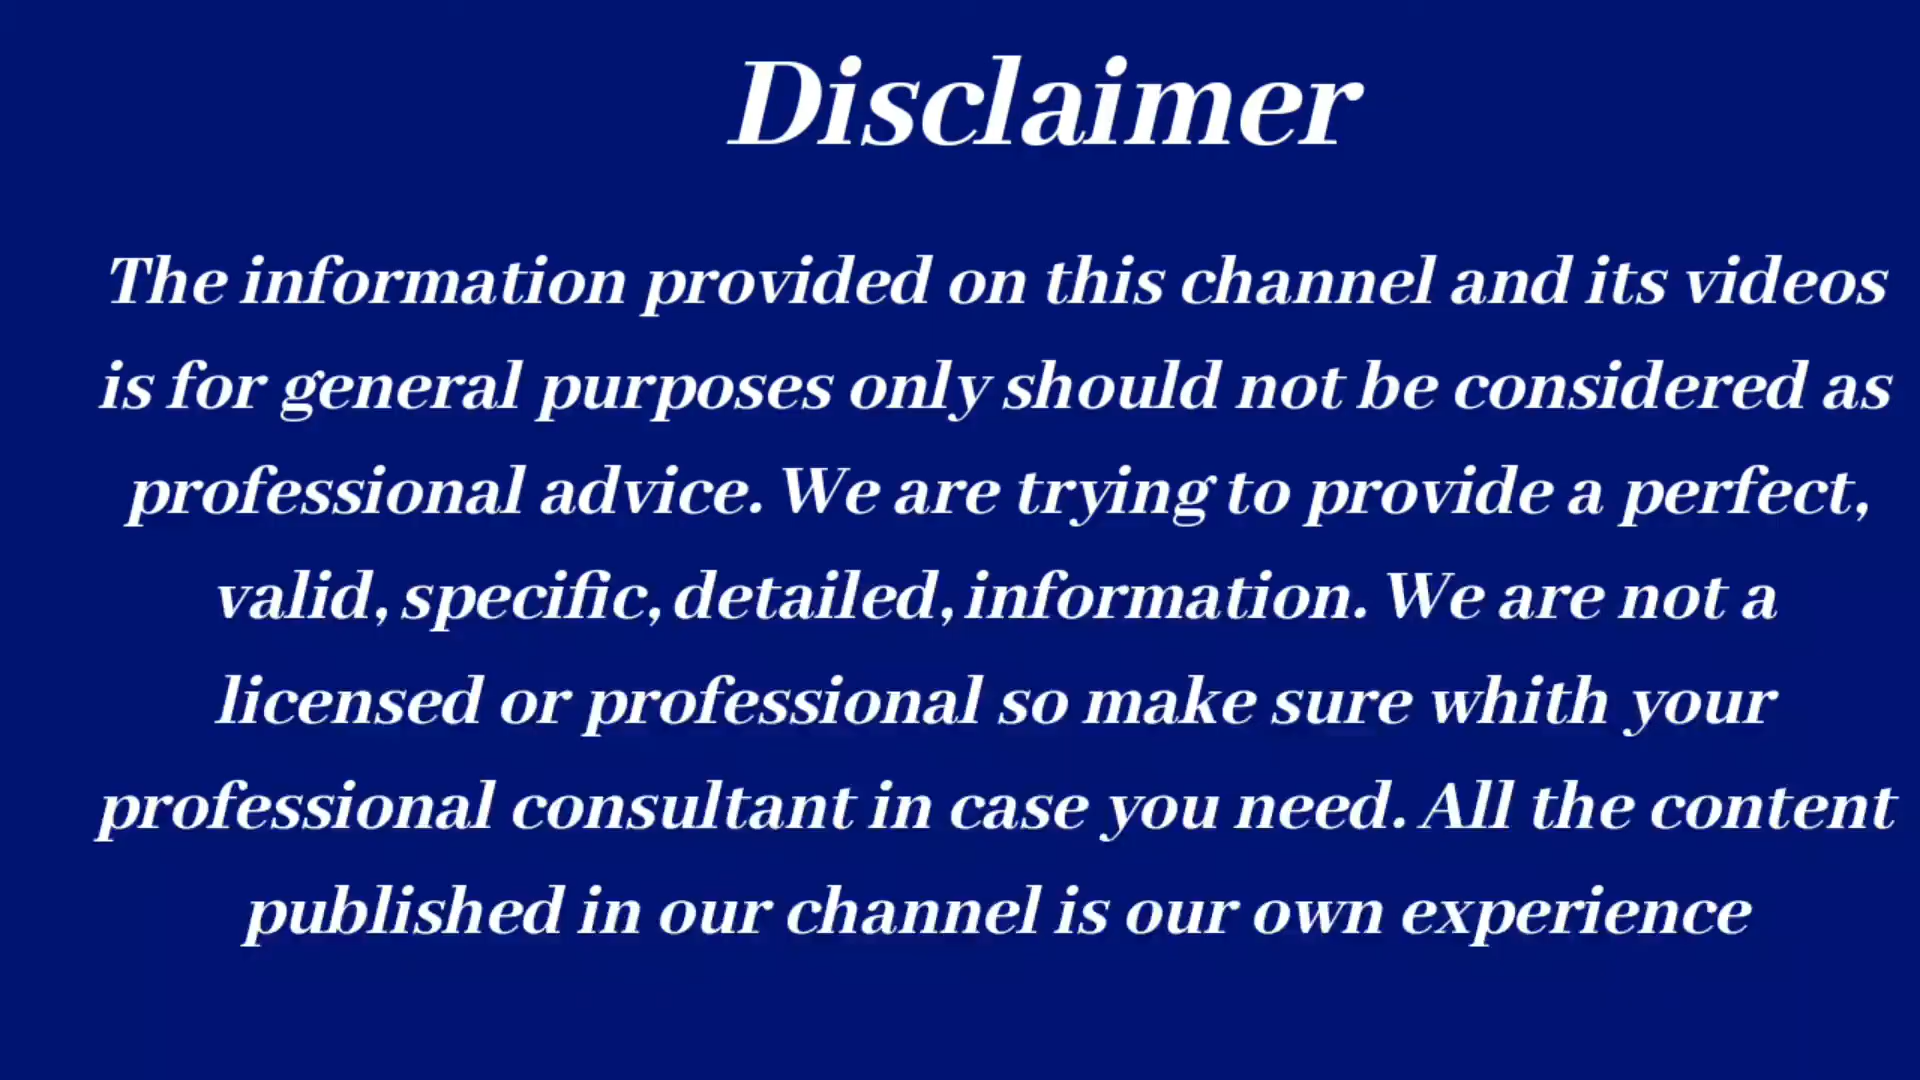 Disclaimer
The information provided on this channel and its videos
is for general purposes only should not be considered as
professional advice. We are trying to provide a perfect,
valid, specific, detailed, information. We are not a
licensed or professional so make sure whith your
professional consultant in case you need. All the content
published in our channel is our own experience